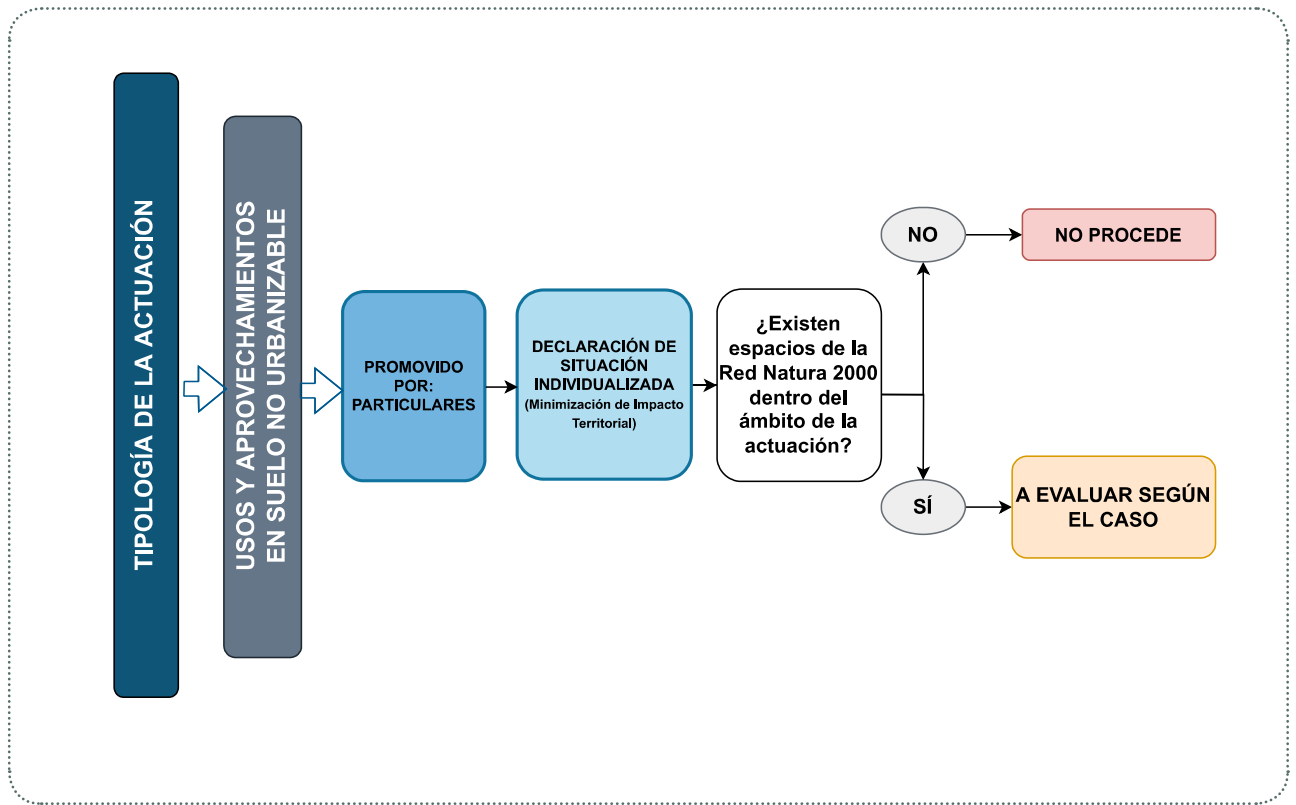 TIPOLOGÍA DE LA ACTUACIÓN
USOS Y APROVECHAMIENTOS
EN SUELO NO URBANIZABLE
PROMOVIDO
POR:
PARTICULARES
DECLARACIÓN DE
SITUACIÓN
INDIVIDUALIZADA
(Minimización de Impacto
Territorial)
¿Existen
espacios de la
Red Natura 2000
dentro del
ámbito de la
actuación?
NO
NO PROCEDE
SÍ
A EVALUAR SEGÚN
EL CASO